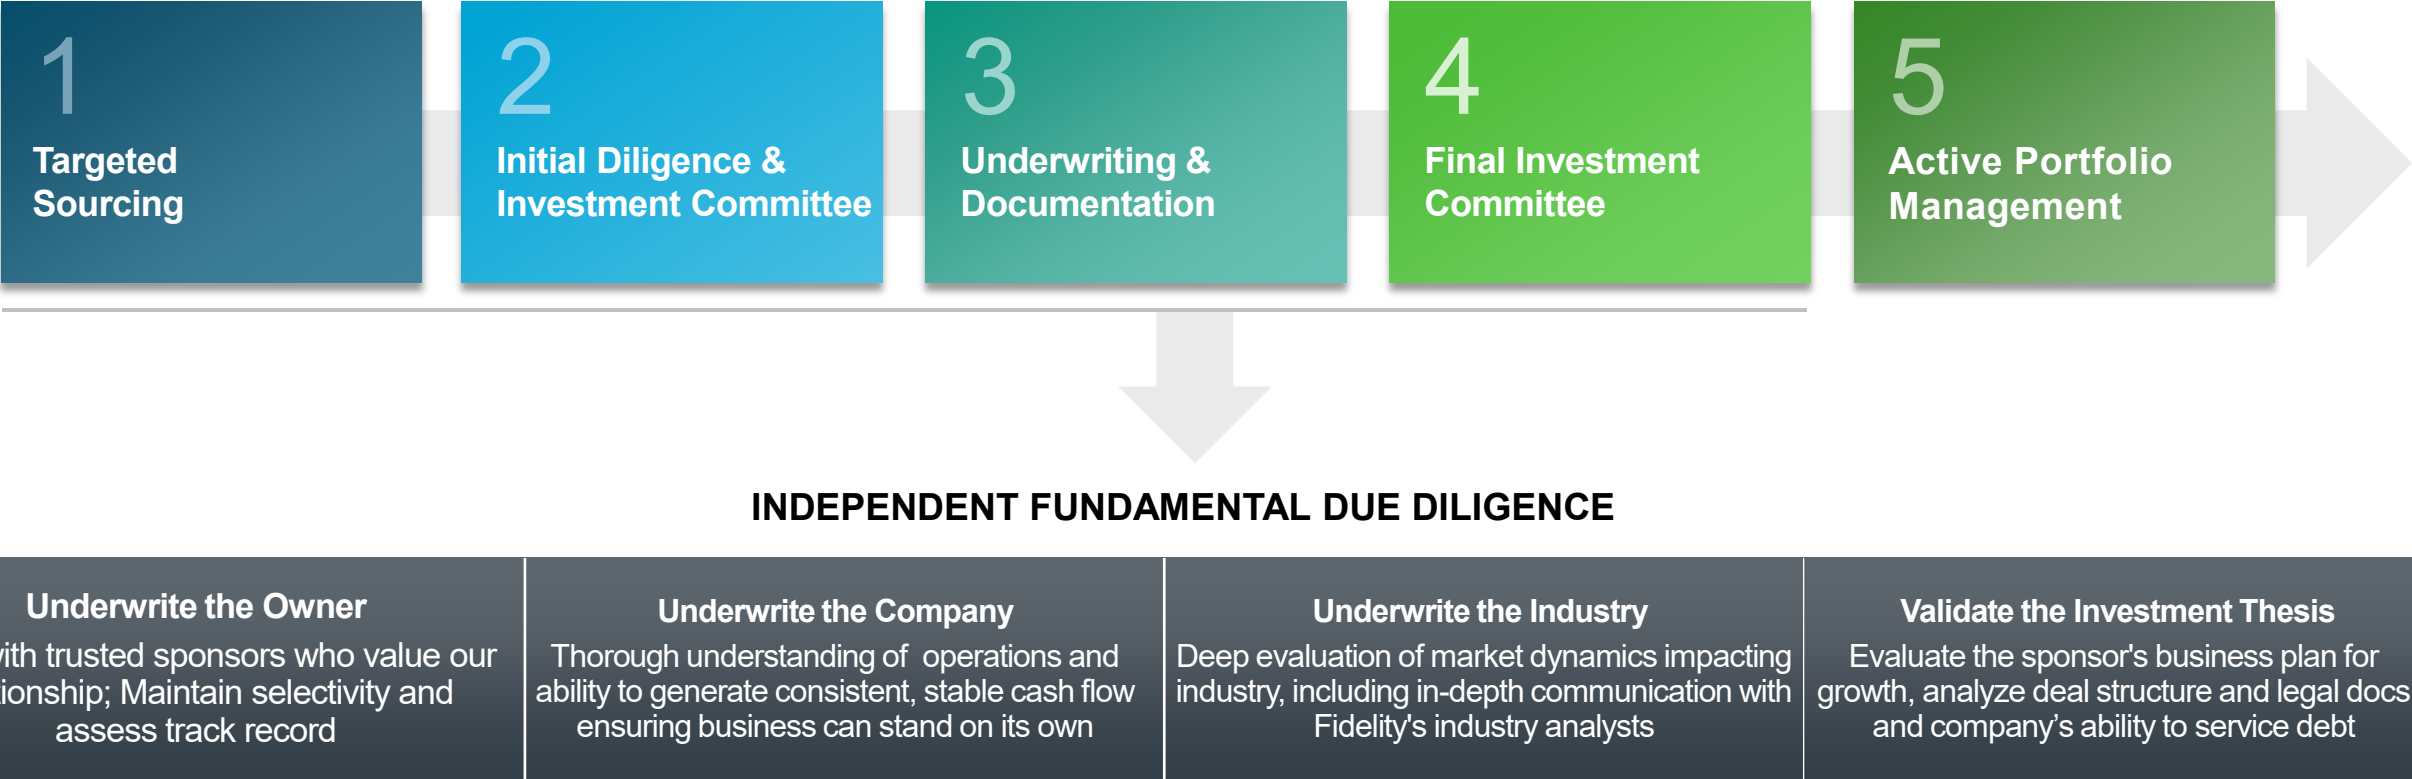 1
Targeted
Sourcing
2
Initial Diligence &
Investment Committee
3
Underwriting &
Documentation
4
Final Investment
Committee
5
Active Portfolio
Management
INDEPENDENT FUNDAMENTAL DUE DILIGENCE
Underwrite the Owner
trusted sponsors who value our
Maintain selectivity and
assess track record
Underwrite the Company
Thorough understanding of operations and
ability to generate consistent, stable cash flow
ensuring business can stand on its own
Underwrite the Industry
Deep evaluation of market dynamics impacting
industry, including in-depth communication with
Fidelity's industry analysts
Validate the Investment Thesis
Evaluate the sponsor's business plan for
growth, analyze deal structure and legal docs
and company’s ability to service debt